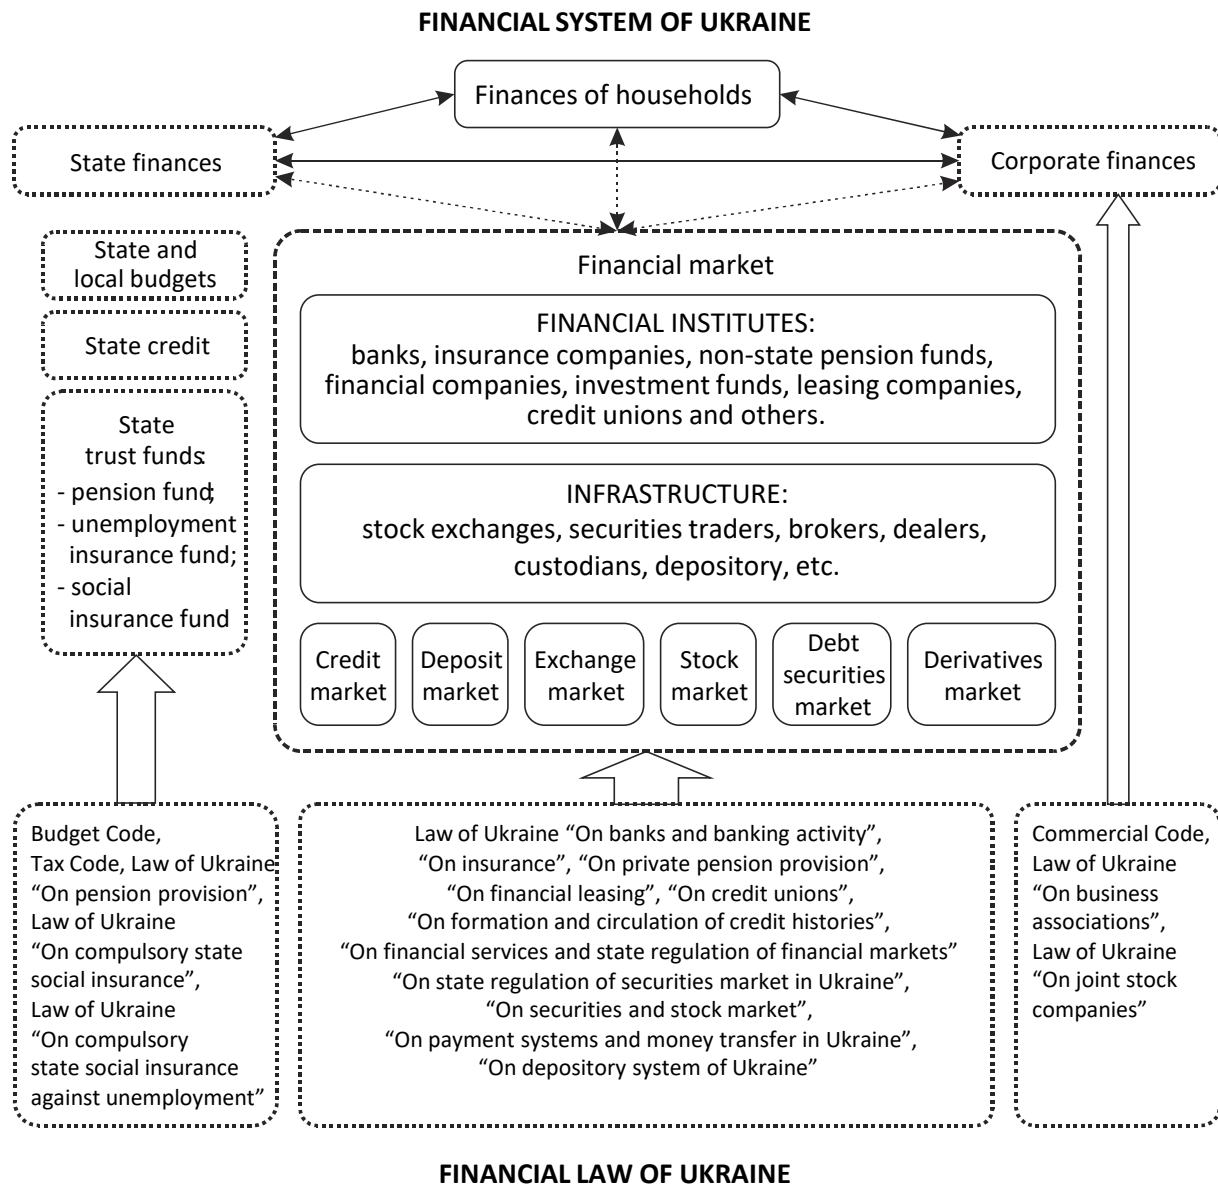 FINANCIAL SYSTEM OF UKRAINE
Finances of households
State finances
Corporate finances
State and
local budgets
State credit
State
trust funds:
- pension fund;
- unemployment
insurance fund;
- social
insurance fund
Financial market
FINANCIAL INSTITUTES:
banks, insurance companies, non-state pension funds,
financial companies, investment funds, leasing companies,
credit unions and others.
INFRASTRUCTURE:
stock exchanges, securities traders, brokers, dealers,
custodians, depository, etc.
Credit
market
Deposit
market
Exchange
market
Stock
market
Debt
securities
market
Derivatives
market
Budget Code,
Tax Code, Law of Ukraine
“On pension provision”,
Law of Ukraine
“On compulsory state
social insurance”,
Law of Ukraine
“On compulsory
state social insurance
against unemployment”
Law of Ukraine “On banks and banking activity”,
“On insurance”, “On private pension provision”,
“On financial leasing”, “On credit unions”,
“On formation and circulation of credit histories”,
“On financial services and state regulation of financial markets”
“On state regulation of securities market in Ukraine”,
“On securities and stock market”,
“On payment systems and money transfer in Ukraine”,
“On depository system of Ukraine”
Commercial Code,
Law of Ukraine
“On business
associations”,
Law of Ukraine
“On joint stock
companies”
FINANCIAL LAW OF UKRAINE